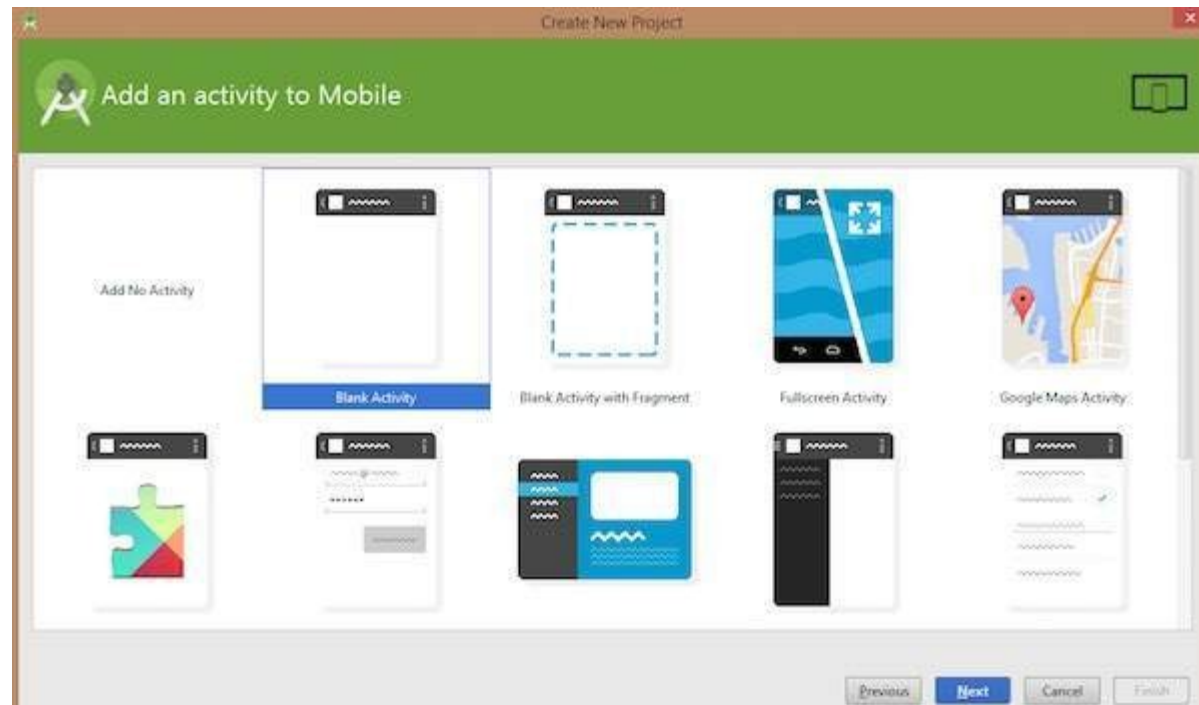 Create New Project
Add an activity to Mobile
Add No Activity
Blank Activity
Blank Activity with Fragment
Fullscreen Activity
Google Maps Activity
Previous
Next
Cancel
Finish